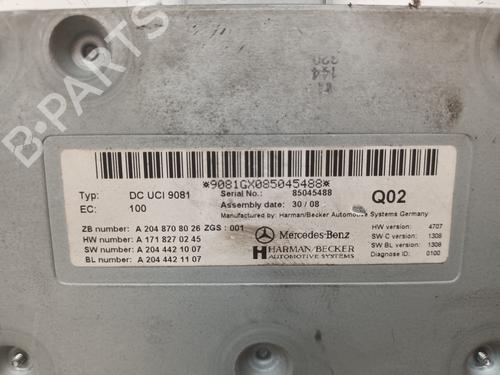 B-PARTS
*9081GX085045488*
Typ: DC UCI 9081 Serial No.: 85045488 Q02
EC: 100 Assembly date: 30 / 08
Manufactured by: Harman/Becker Automotive Systems Germany
ZB number: A 204 870 80 26 ZGS : 001 Mercedes-Benz HW version: 4707
HW number: A 171 827 02 45 SW C version: 1308
SW number: A 204 442 10 07 HARMAN/BECKER SW BL version: 1308
BL number: A 204 442 11 07 AUTOMOTIVE SYSTEMS Diagnose ID: 0100